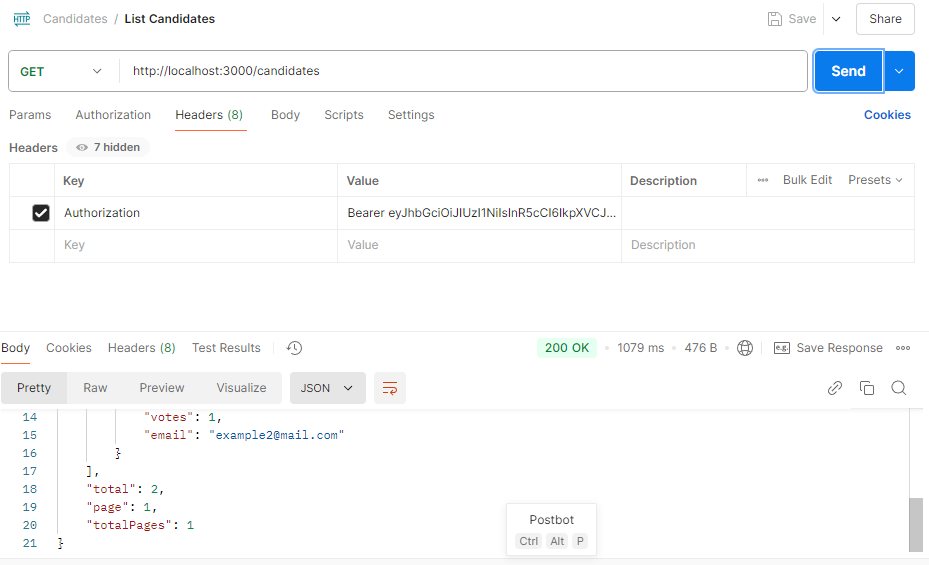 HTTP Candidates / List Candidates Save Share
GET http://localhost:3000/candidates Send
Params Authorization Headers (8) Body Scripts Settings Cookies
Headers 7 hidden
Key Value Description Bulk Edit Presets
Authorization Bearer eyJhbGciOiJIUzI1NiIsInR5cCI6IkpXVCJ...
Key Value Description
Body Cookies Headers (8) Test Results 200 OK 1079 ms 476 B e.g. Save Response
Pretty Raw Preview Visualize JSON
14 "votes": 1,
15 "email": "example2@mail.com"
16 }
17 ],
18 "total": 2,
19 "page": 1,
20 "totalPages": 1
21 }
Postbot
Ctrl Alt P